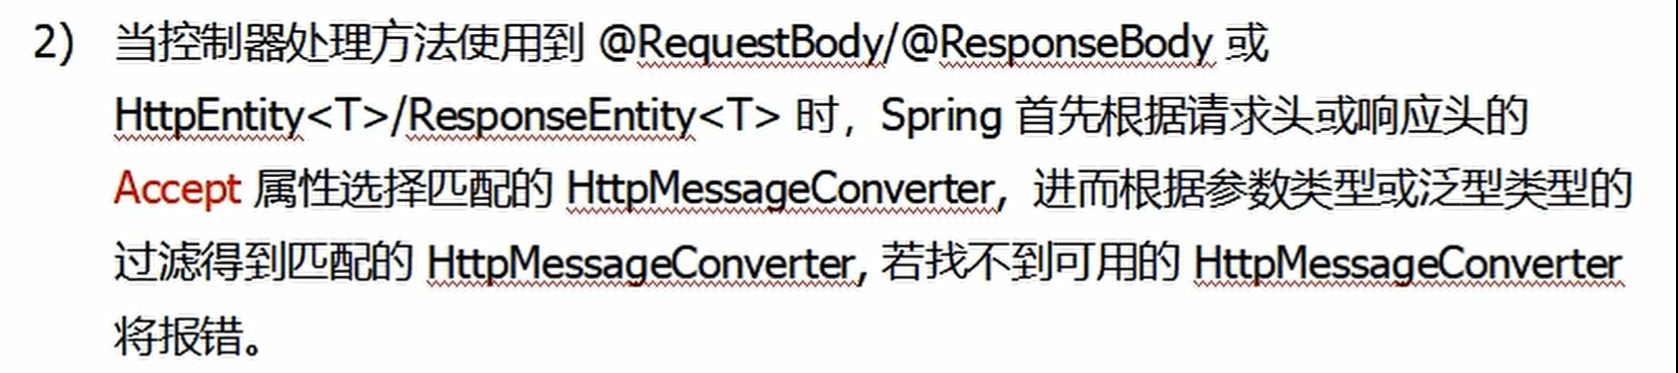 2) 当控制器处理方法使用到 @RequestBody/@ResponseBody 或
HttpEntity<T>/ResponseEntity<T> 时，Spring 首先根据请求头或响应头的
Accept 属性选择匹配的 HttpMessageConverter, 进而根据参数类型或泛型类型的
过滤得到匹配的 HttpMessageConverter, 若找不到可用的 HttpMessageConverter
将报错。